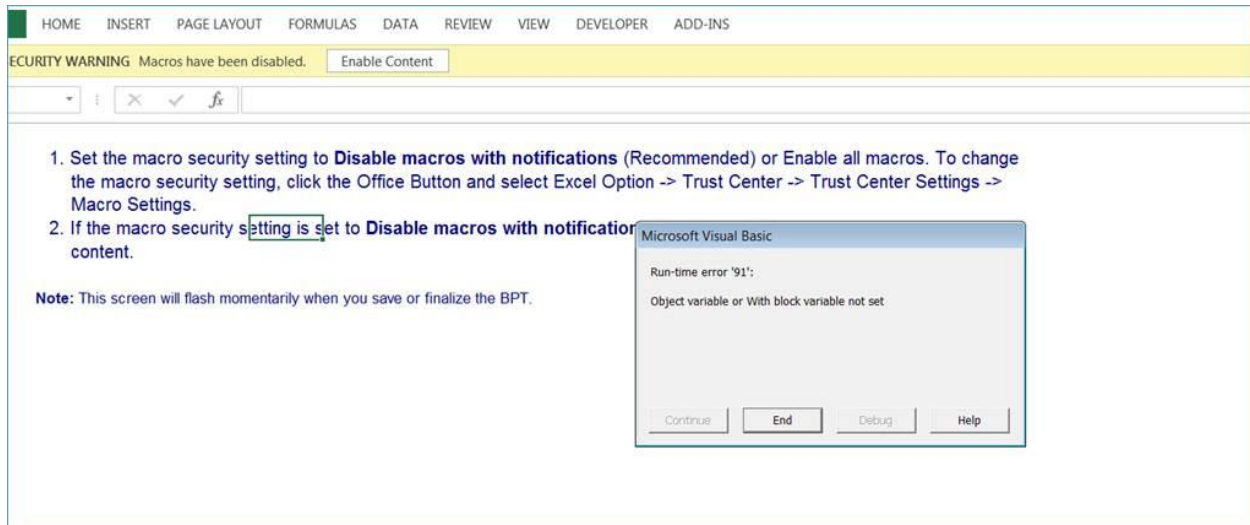 HOME INSERT PAGE LAYOUT FORMULAS DATA REVIEW VIEW DEVELOPER ADD-INS
ECURITY WARNING Macros have been disabled. Enable Content
fx
1. Set the macro security setting to Disable macros with notifications (Recommended) or Enable all macros. To change
the macro security setting, click the Office Button and select Excel Option -> Trust Center -> Trust Center Settings ->
Macro Settings.
2. If the macro security setting is set to Disable macros with notification
content.
Note: This screen will flash momentarily when you save or finalize the BPT.
Microsoft Visual Basic
Run-time error '91':
Object variable or With block variable not set
Continue End Debug Help